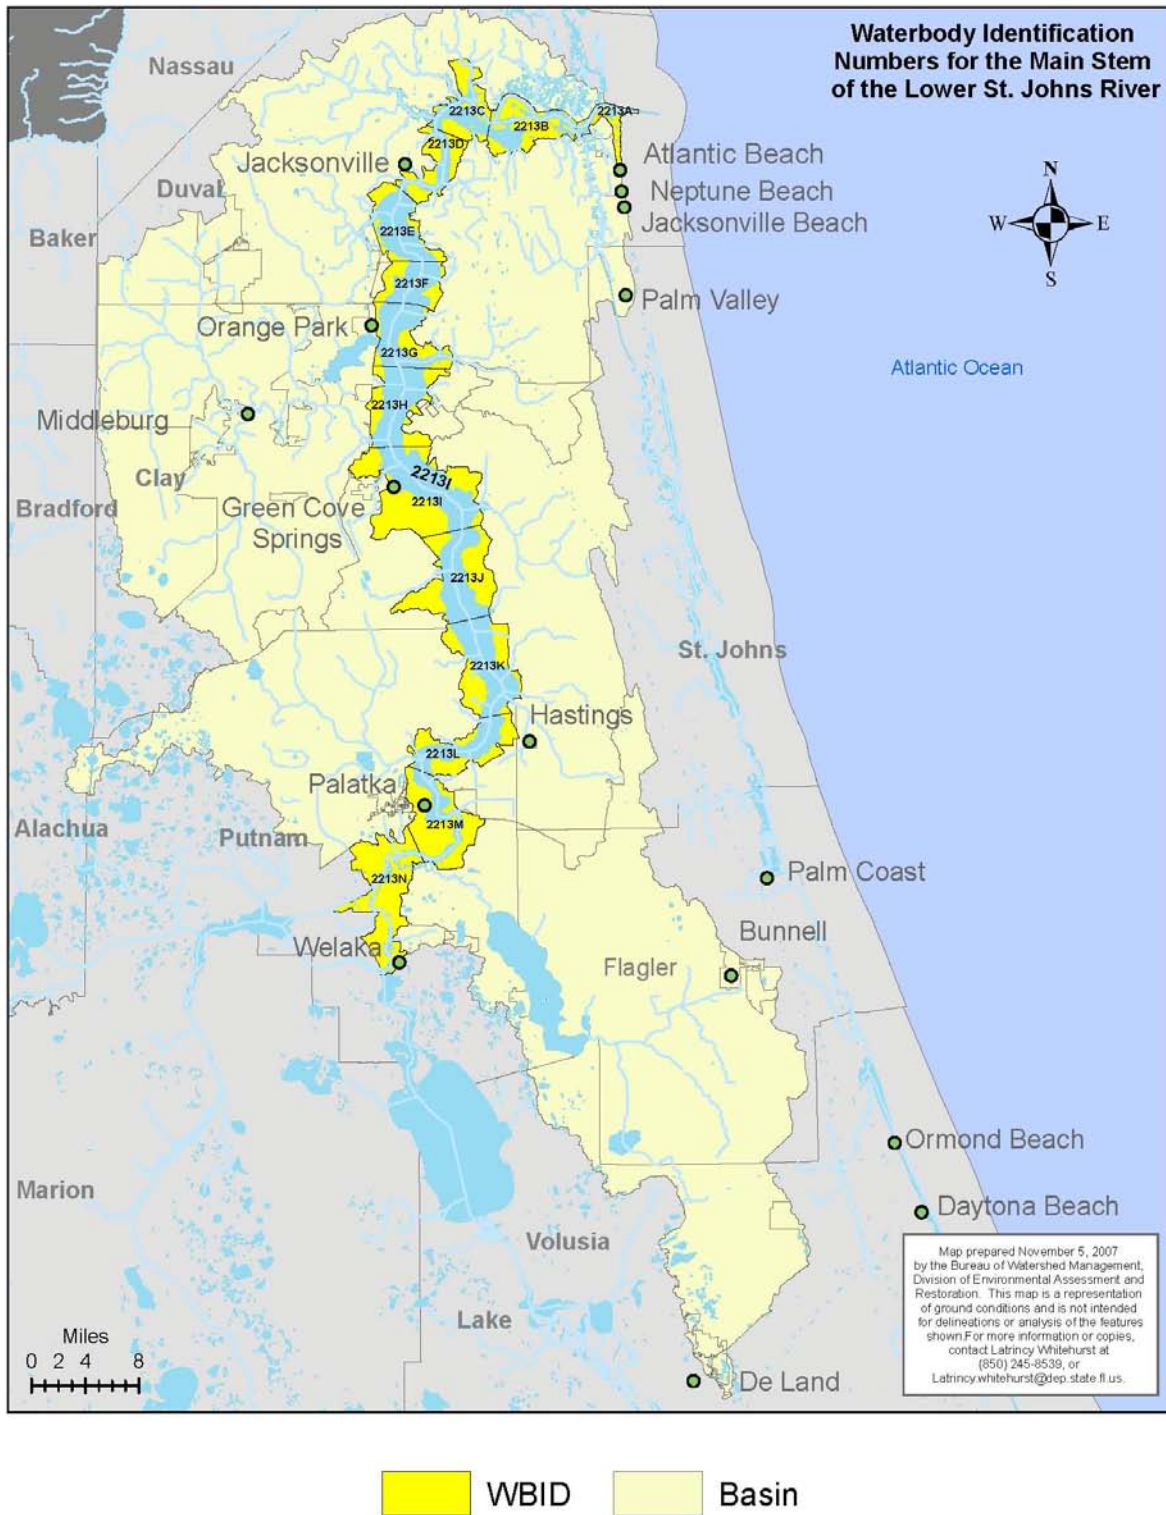 Waterbody Identification
Numbers for the Main Stem
of the Lower St. Johns River
Nassau
2213C
2213A
2213B
2213D
Jacksonville
Atlantic Beach
Duval
Neptune Beach
Jacksonville Beach
N
W
E
S
Baker
2213E
2213F
Palm Valley
Orange Park
2213G
Atlantic Ocean
2213H
Middleburg
Clay
2213I
2213I
Bradford
Green Cove
Springs
2213J
St. Johns
2213K
Hastings
2213L
Palatka
Alachua
Putnam
2213M
2213N
Palm Coast
Bunnell
Welaka
Flagler
Ormond Beach
Marion
Daytona Beach
Volusia
Lake
Map prepared November 5, 2007
by the Bureau of Watershed Management,
Division of Environmental Assessment and
Restoration. This map is a representation
of ground conditions and is not intended
for delineations or analysis of the features
shown.For more information or copies,
contact Latrincy Whitehurst at
(850) 245-8539, or
Latrincy.whitehurst@dep.state.fl.us.
Miles
0 2 4 8
De Land
WBID
Basin